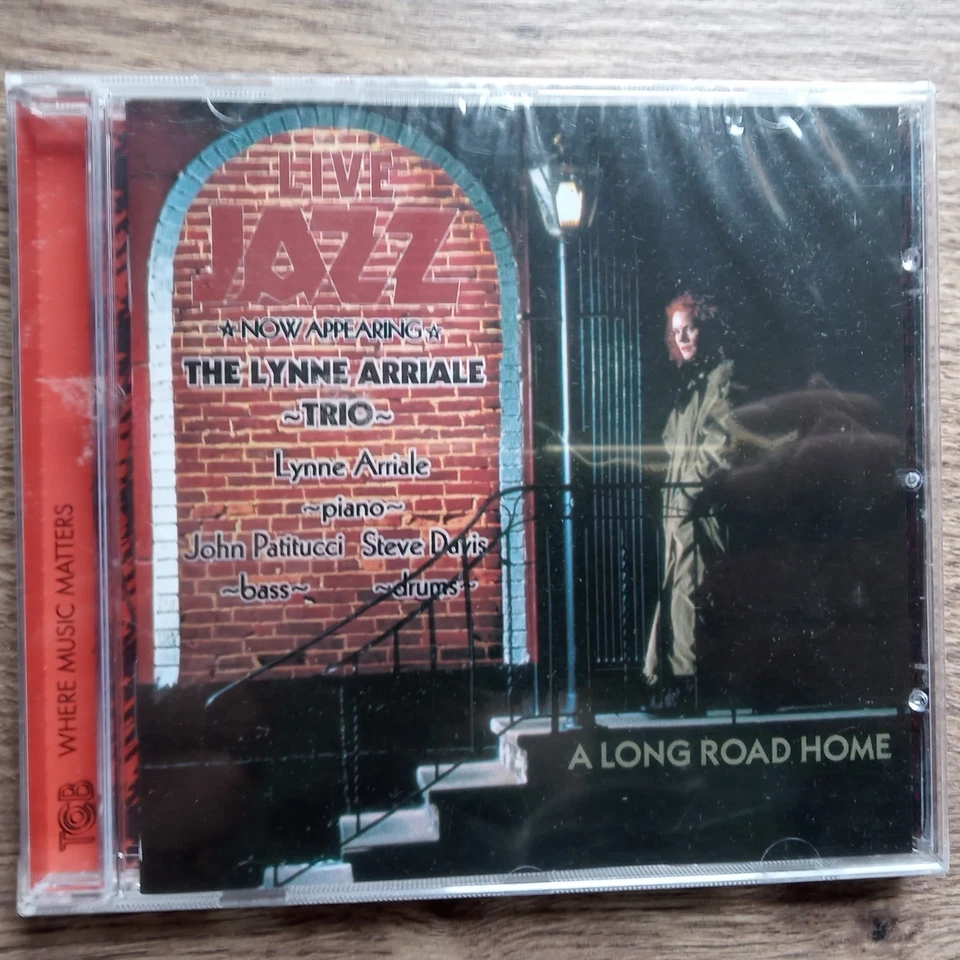 LIVE
JAZZ
☆NOW APPEARING☆
THE LYNNE ARRIALE
~TRIO~
Lynne Arriale
~piano~
John Patitucci Steve Davis
~bass~ ~drums~
A LONG ROAD HOME
TCB WHERE MUSIC MATTERS